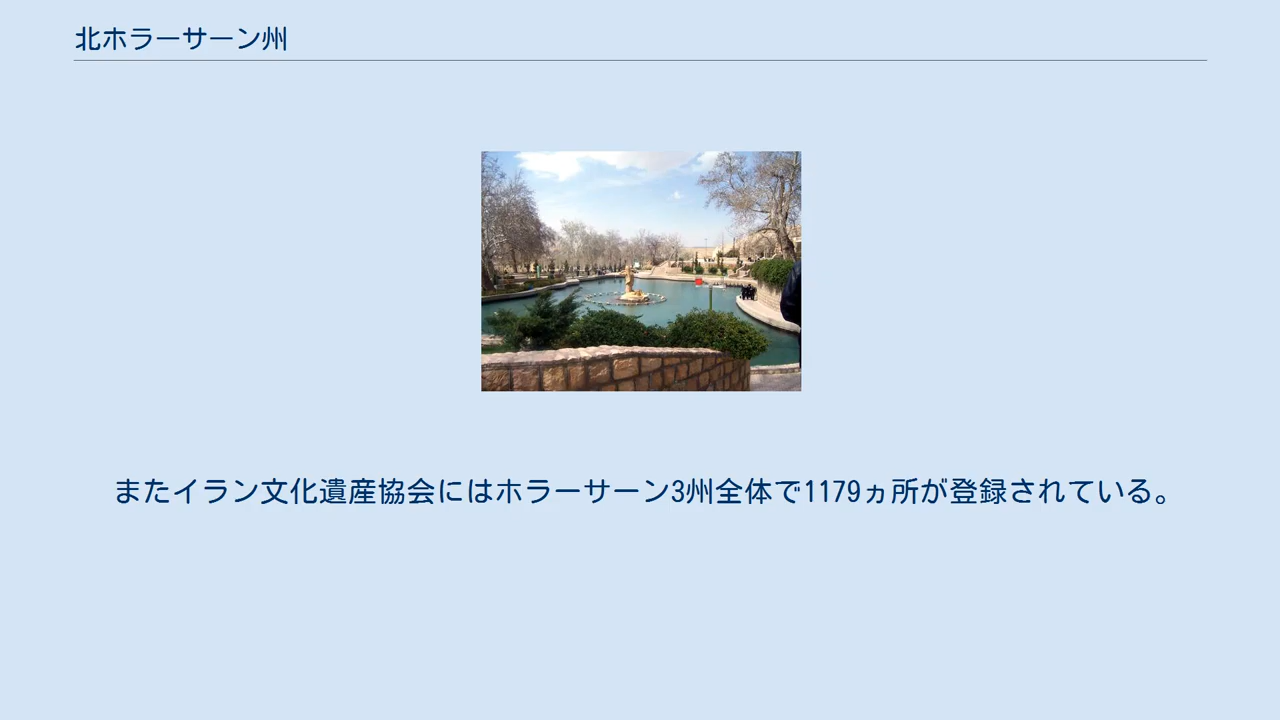 北ホラーサーン州
またイラン文化遺産協会にはホラーサーン3州全体で1179ヵ所が登録されている。